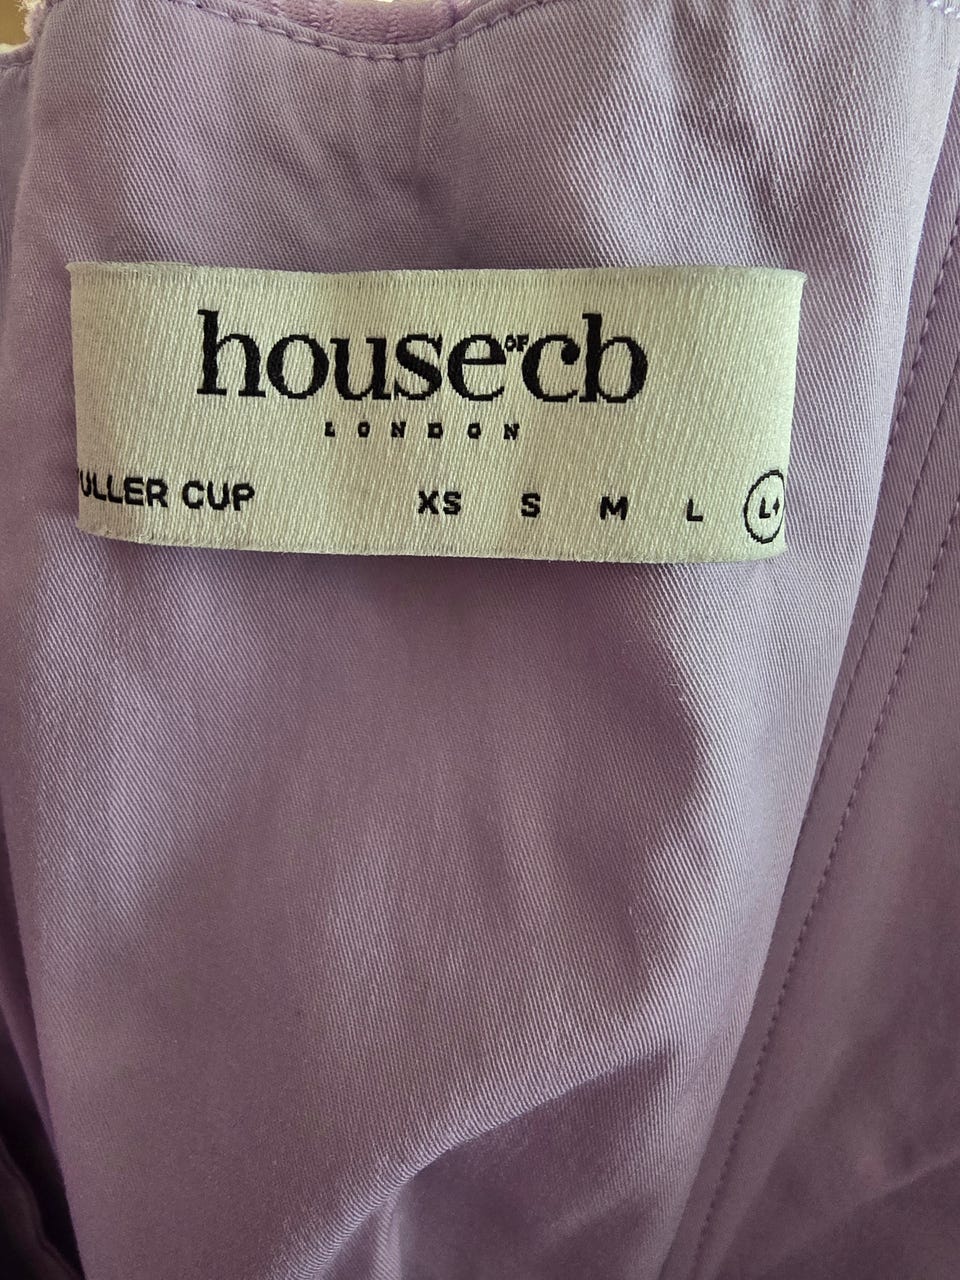 house OF cb
LONDON
ULLER CUP XS S M L L+